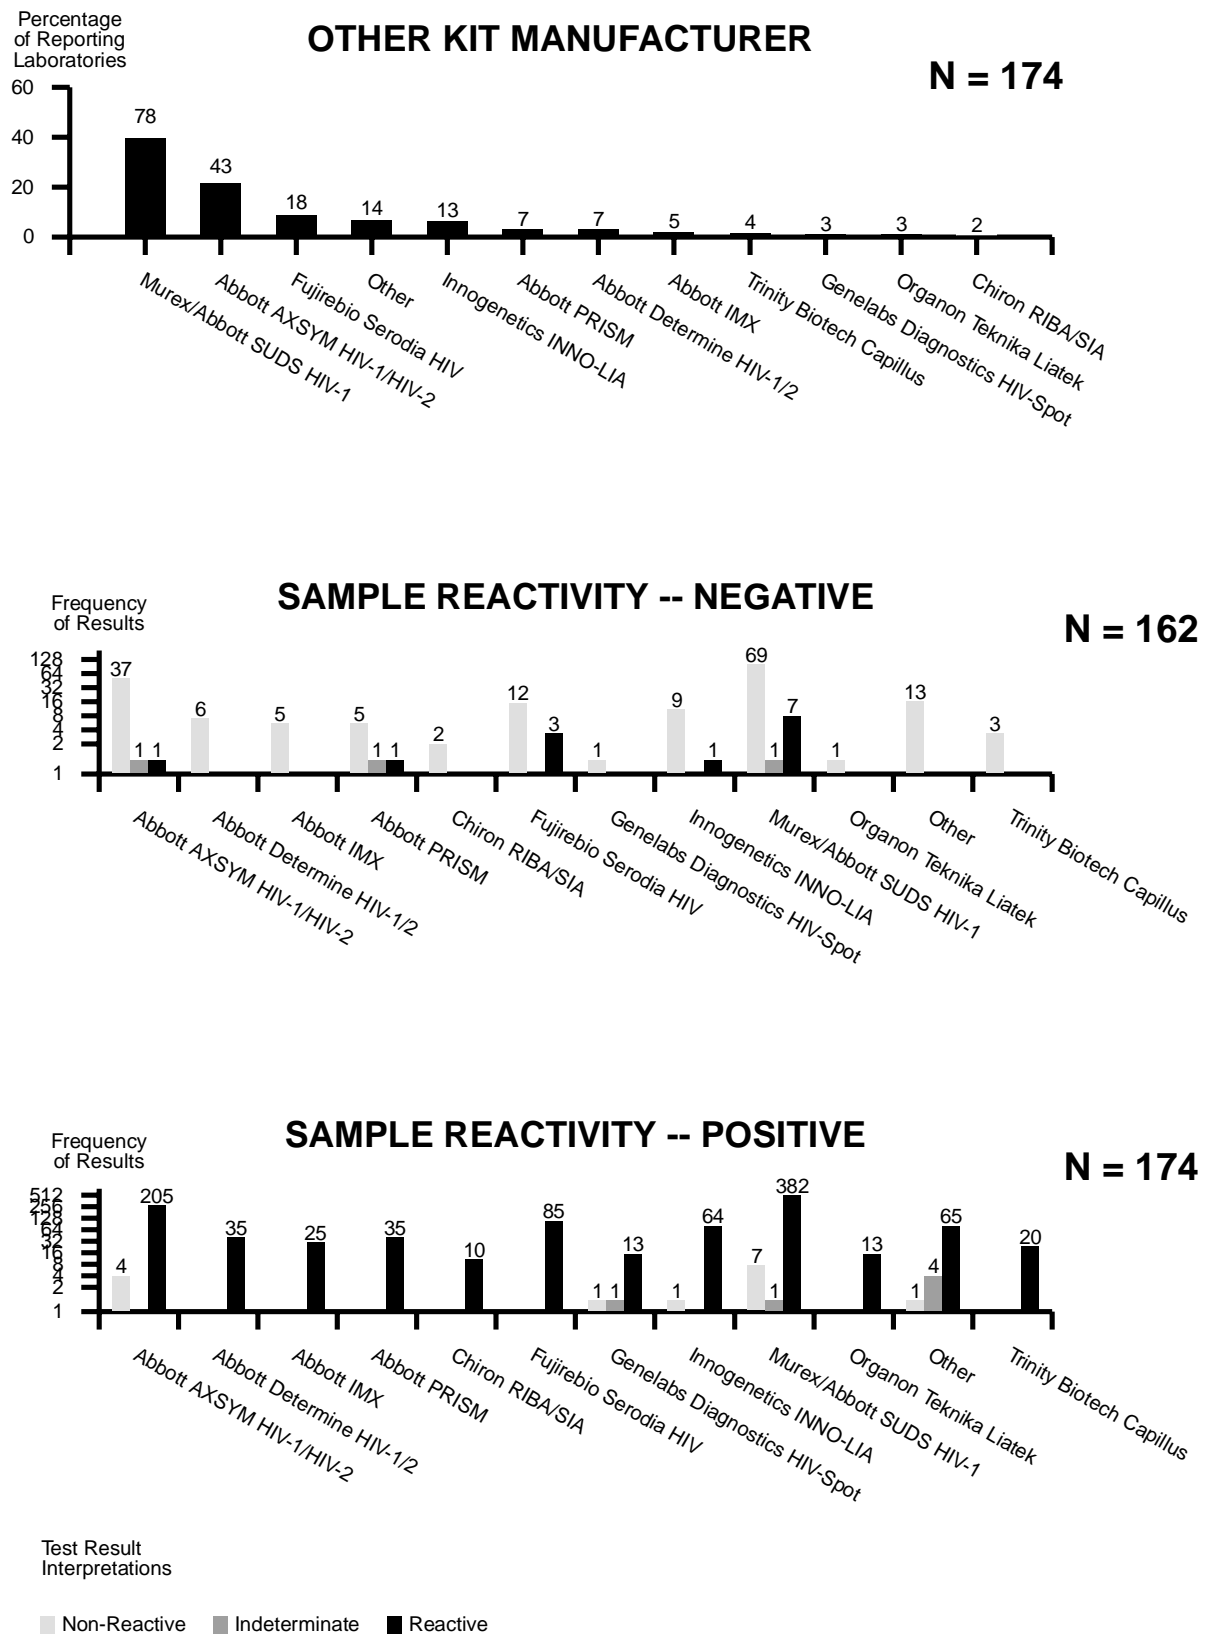 Percentage
of Reporting
Laboratories
OTHER KIT MANUFACTURER
N = 174
60
40
20
0
78
43
18
14
13
7
7
5
4
3
3
2
Murex/Abbott SUDS HIV-1
Abbott AXSYM HIV-1/HIV-2
Fujirebio Serodia HIV
Other
Innogenetics INNO-LIA
Abbott PRISM
Abbott Determine HIV-1/2
Abbott IMX
Trinity Biotech Capillus
Genelabs Diagnostics HIV-Spot
Organon Teknika Liatek
Chiron RIBA/SIA
Frequency
of Results
SAMPLE REACTIVITY -- NEGATIVE
N = 162
128
64
32
16
8
4
2
1
37
1
1
6
5
5
1
1
2
12
3
1
9
1
69
1
7
1
13
3
Abbott AXSYM HIV-1/HIV-2
Abbott Determine HIV-1/2
Abbott IMX
Abbott PRISM
Chiron RIBA/SIA
Fujirebio Serodia HIV
Genelabs Diagnostics HIV-Spot
Innogenetics INNO-LIA
Murex/Abbott SUDS HIV-1
Organon Teknika Liatek
Other
Trinity Biotech Capillus
Frequency
of Results
SAMPLE REACTIVITY -- POSITIVE
N = 174
512
256
128
64
32
16
8
4
2
1
4
205
35
25
35
10
85
1
1
13
1
64
7
1
382
13
1
4
65
20
Abbott AXSYM HIV-1/HIV-2
Abbott Determine HIV-1/2
Abbott IMX
Abbott PRISM
Chiron RIBA/SIA
Fujirebio Serodia HIV
Genelabs Diagnostics HIV-Spot
Innogenetics INNO-LIA
Murex/Abbott SUDS HIV-1
Organon Teknika Liatek
Other
Trinity Biotech Capillus
Test Result
Interpretations
Non-Reactive
Indeterminate
Reactive